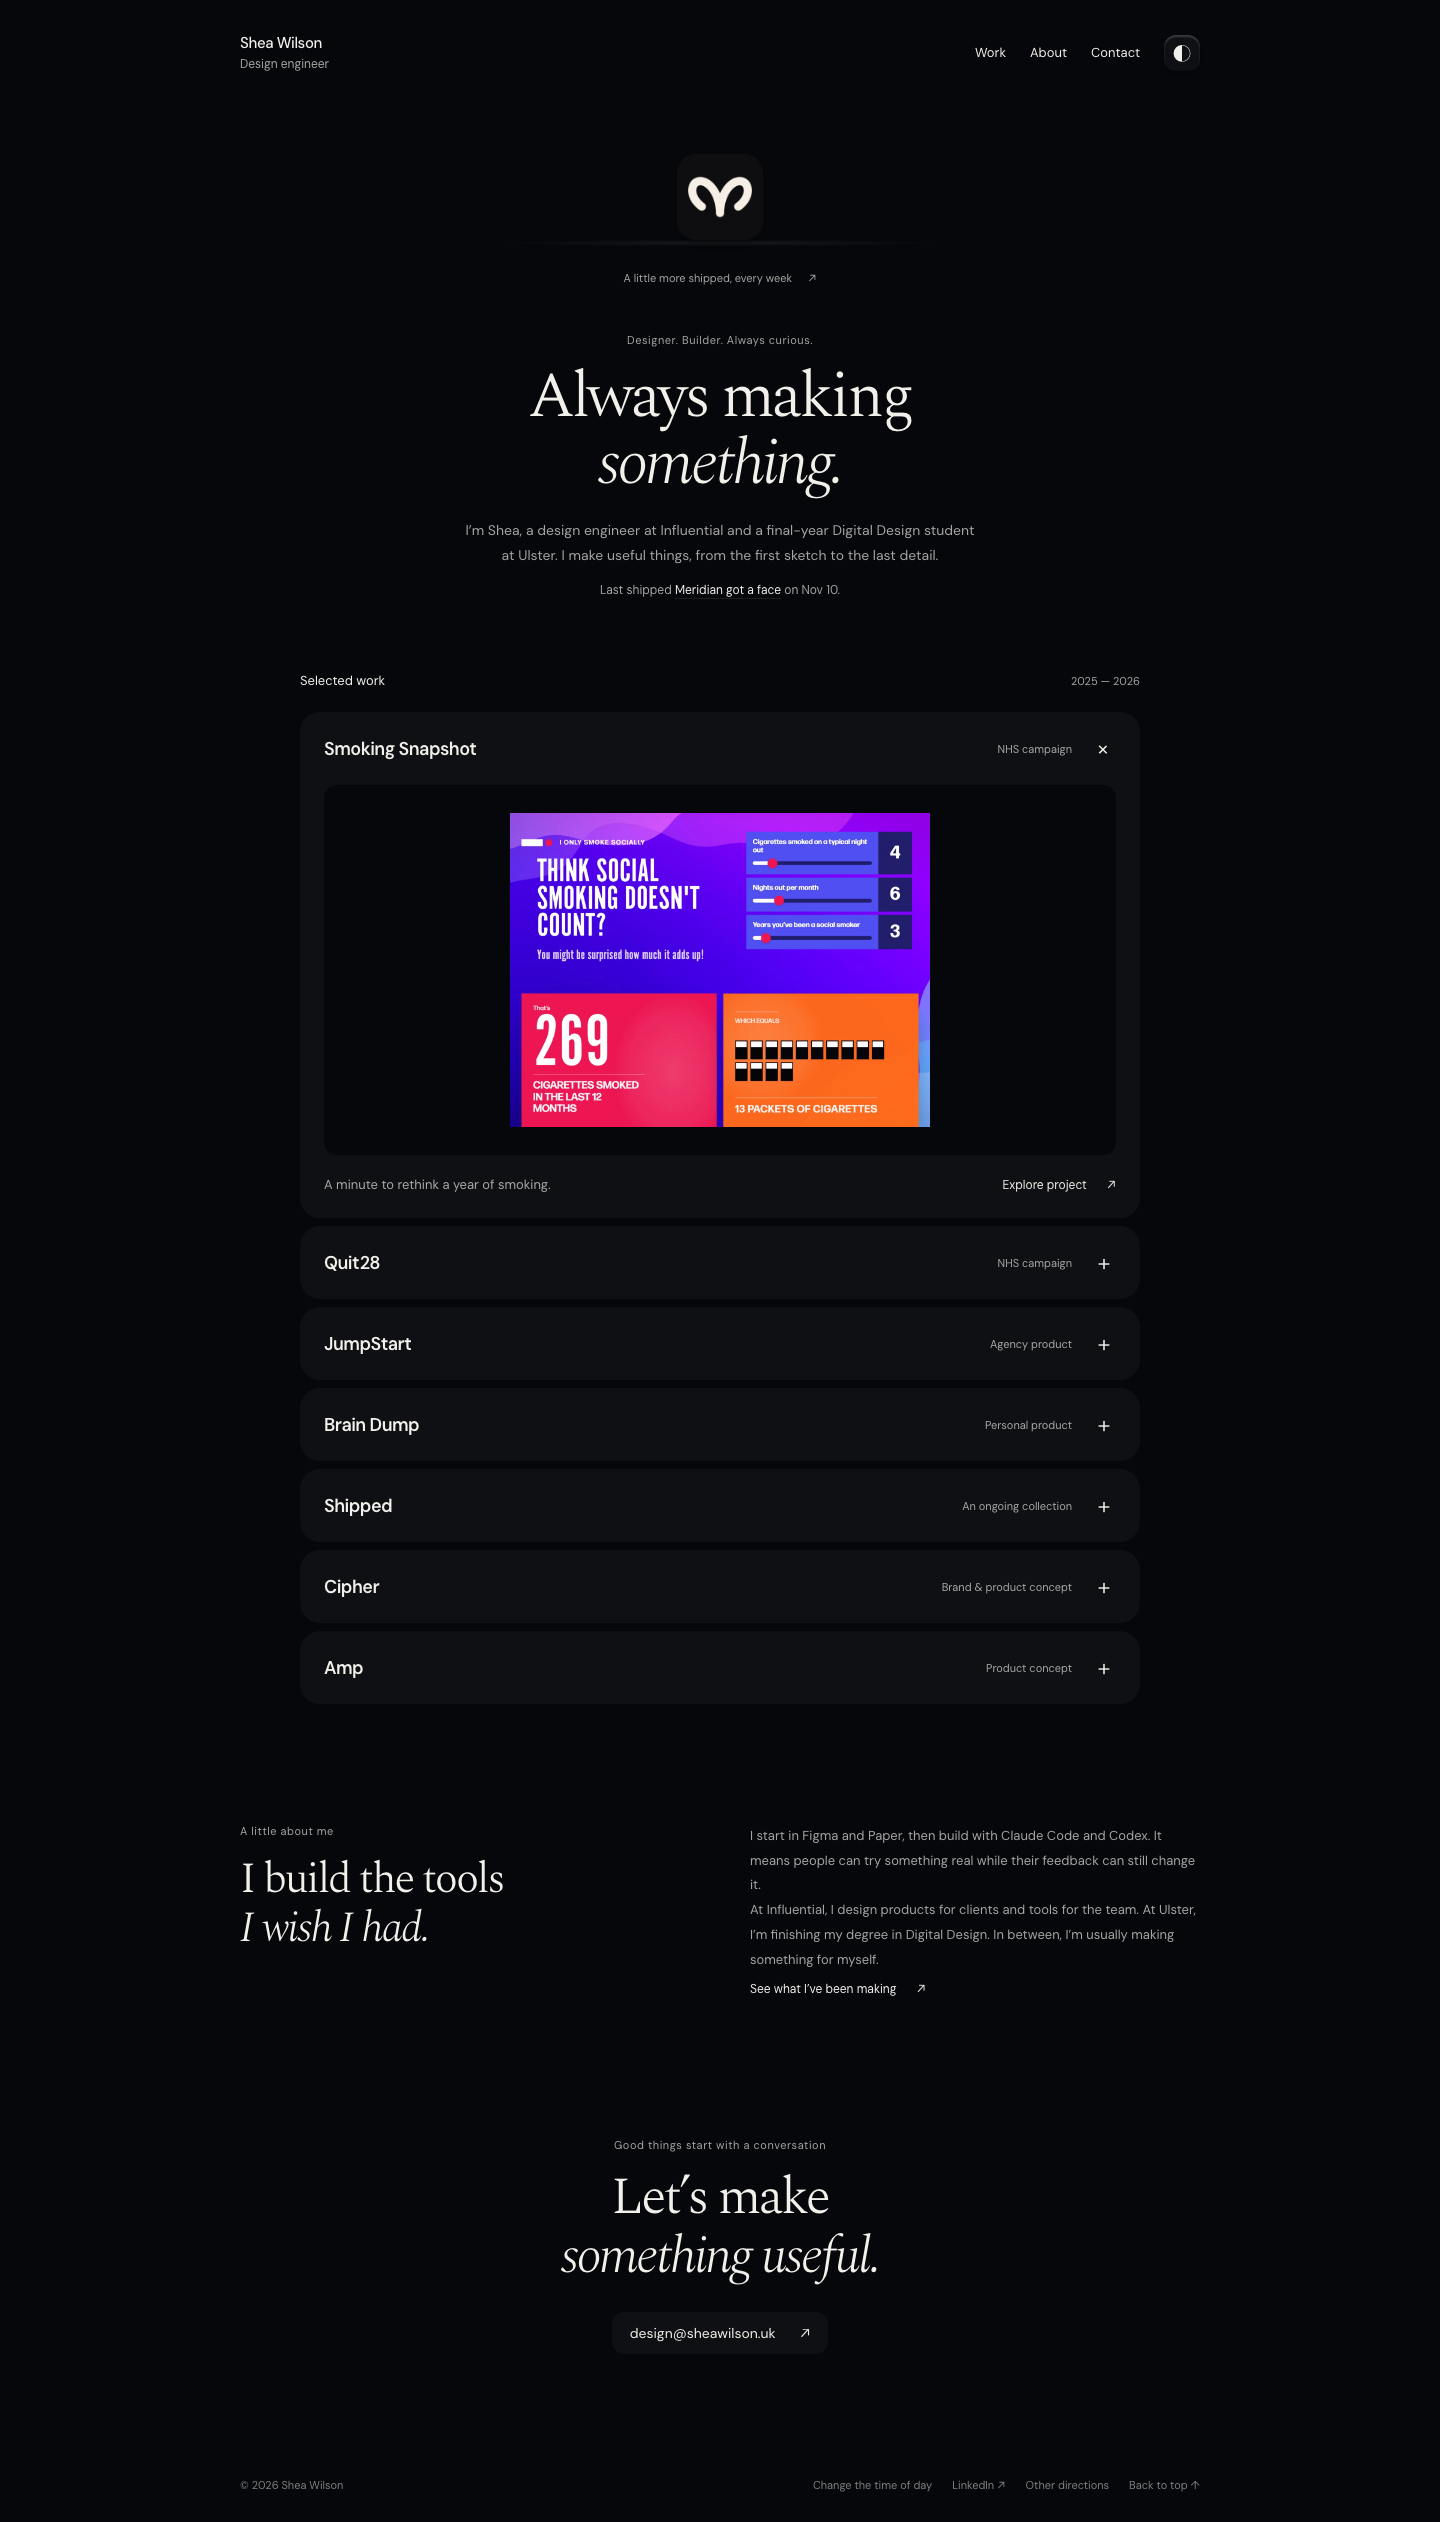 Shea Wilson
Design engineer
Work About Contact
A little more shipped, every week ↗
Designer. Builder. Always curious.
Always making
something.
I’m Shea, a design engineer at Influential and a final-year Digital Design student
at Ulster. I make useful things, from the first sketch to the last detail.
Last shipped Meridian got a face on Nov 10.
Selected work
2025 — 2026
Smoking Snapshot
NHS campaign
I ONLY SMOKE SOCIALLY
THINK SOCIAL
SMOKING DOESN'T
COUNT?
You might be surprised how much it adds up!
Cigarettes smoked on a typical night
out
4
Nights out per month
6
Years you've been a social smoker
3
That's
269
CIGARETTES SMOKED
IN THE LAST 12
MONTHS
WHICH EQUALS
13 PACKETS OF CIGARETTES
A minute to rethink a year of smoking.
Explore project ↗
Quit28
NHS campaign
JumpStart
Agency product
Brain Dump
Personal product
Shipped
An ongoing collection
Cipher
Brand & product concept
Amp
Product concept
A little about me
I build the tools
I wish I had.
I start in Figma and Paper, then build with Claude Code and Codex. It
means people can try something real while their feedback can still change
it.
At Influential, I design products for clients and tools for the team. At Ulster,
I’m finishing my degree in Digital Design. In between, I’m usually making
something for myself.
See what I’ve been making ↗
Good things start with a conversation
Let’s make
something useful.
design@sheawilson.uk ↗
© 2026 Shea Wilson
Change the time of day LinkedIn ↗ Other directions Back to top ↑